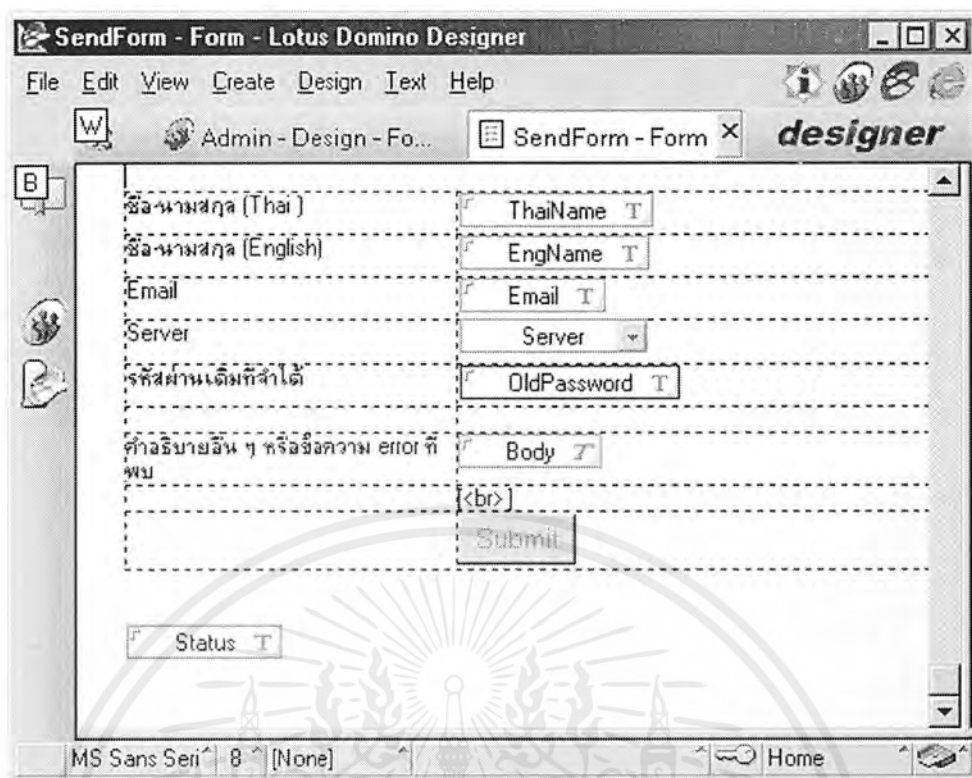 SendForm - Form - Lotus Domino Designer
File Edit View Create Design Text Help
Admin - Design - Fo... SendForm - Form designer
ชื่อ-นามสกุล (Thai ) ThaiName T
ชื่อ-นามสกุล (English) EngName T
Email Email T
Server Server
รหัสผ่านเดิมที่จำได้ OldPassword T
คำอธิบายอื่น ๆ หรือข้อความ error ที่
พบ
Body T
[<br>]
Submit
Status T
MS Sans Seri 8 [None] Home